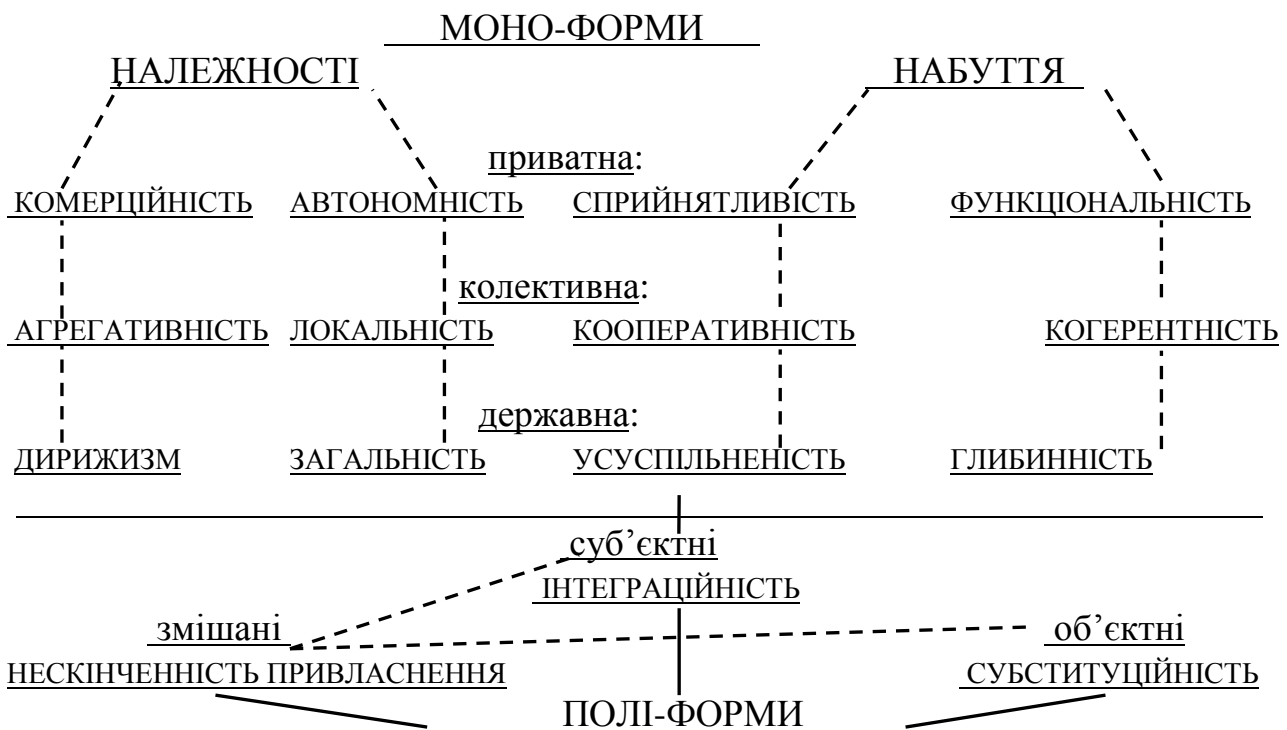 МОНО-ФОРМИ
НАЛЕЖНОСТІ НАБУТТЯ
приватна:
КОМЕРЦІЙНІСТЬ АВТОНОМНІСТЬ СПРИЙНЯТЛИВІСТЬ ФУНКЦІОНАЛЬНІСТЬ
колективна:
АГРЕГАТИВНІСТЬ ЛОКАЛЬНІСТЬ КООПЕРАТИВНІСТЬ КОГЕРЕНТНІСТЬ
державна:
ДИРИЖИЗМ ЗАГАЛЬНІСТЬ УСУСПІЛЬНЕНІСТЬ ГЛИБИННІСТЬ
суб’єктні
ІНТЕГРАЦІЙНІСТЬ
змішані об’єктні
НЕСКІНЧЕННІСТЬ ПРИВЛАСНЕННЯ СУБСТИТУЦІЙНІСТЬ
ПОЛІ-ФОРМИ